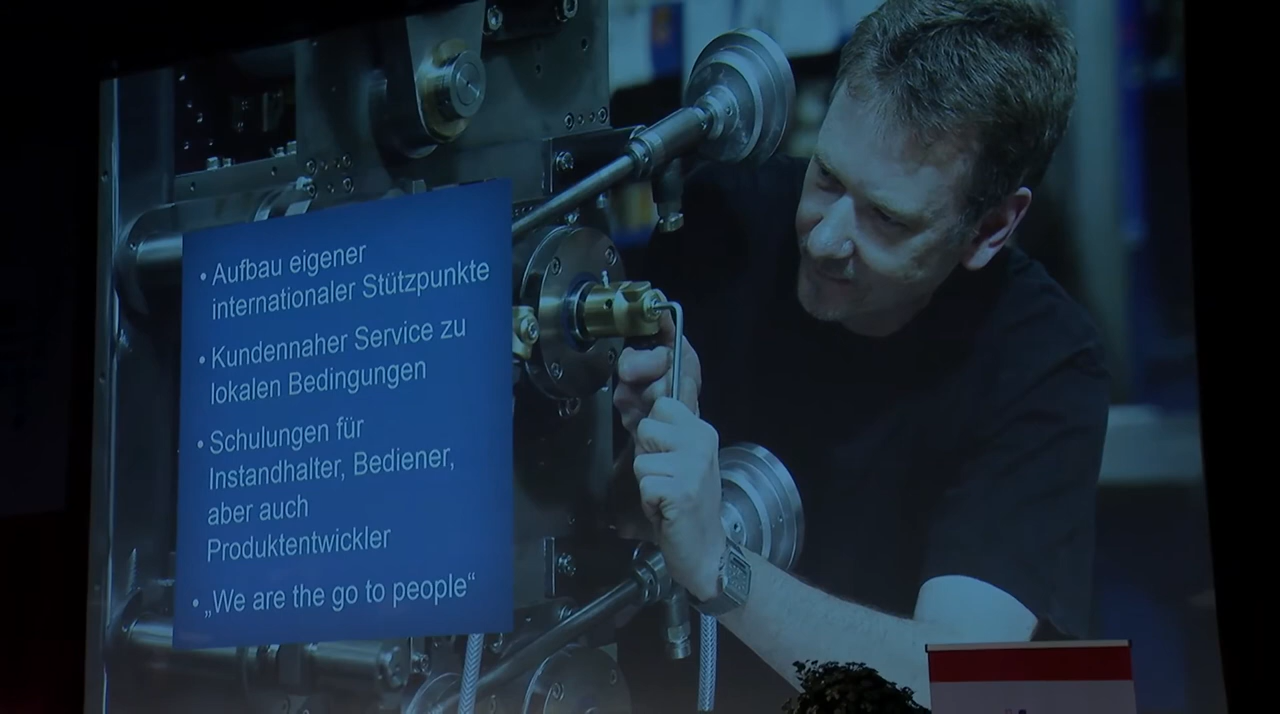 • Aufbau eigener
internationaler Stützpunkte
• Kundennaher Service zu
lokalen Bedingungen
• Schulungen für
Instandhalter, Bediener,
aber auch
Produktentwickler
• „We are the go to people“